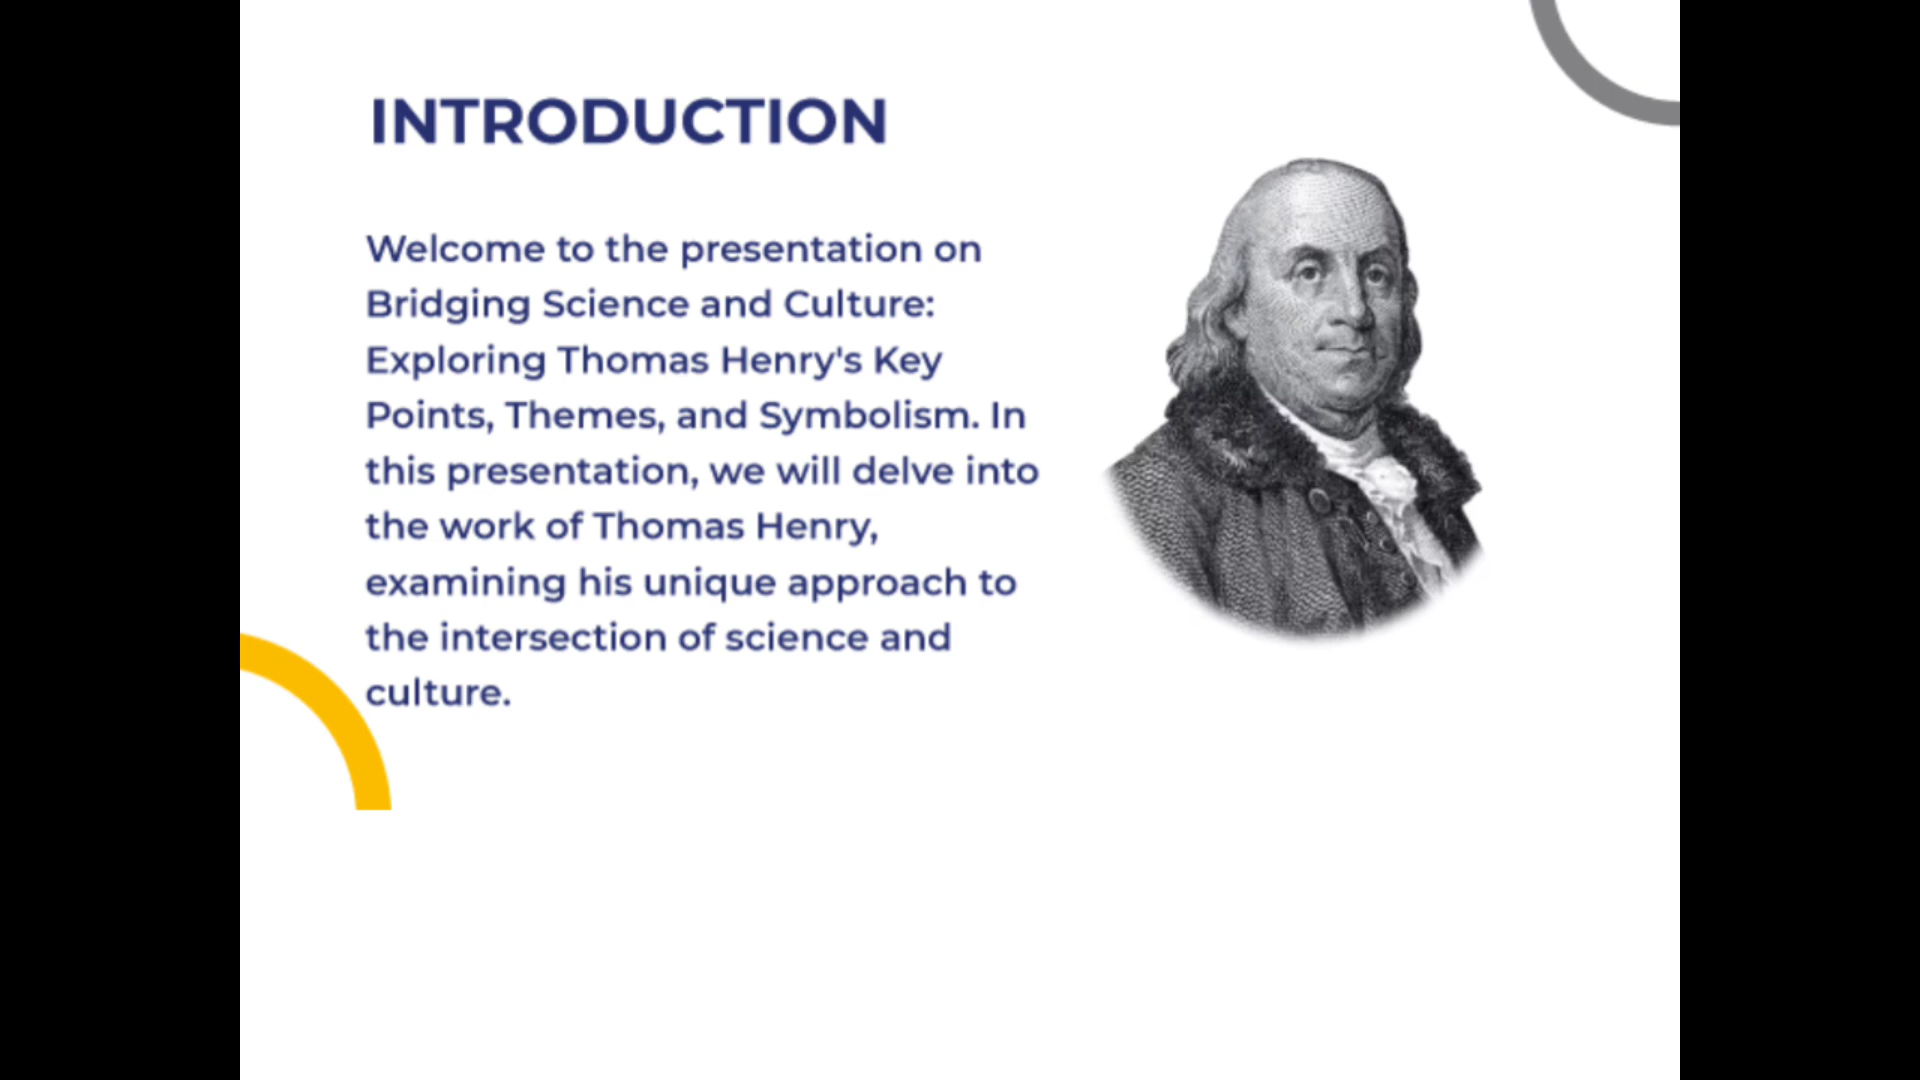 INTRODUCTION
Welcome to the presentation on
Bridging Science and Culture:
Exploring Thomas Henry's Key
Points, Themes, and Symbolism. In
this presentation, we will delve into
the work of Thomas Henry,
examining his unique approach to
the intersection of science and
culture.